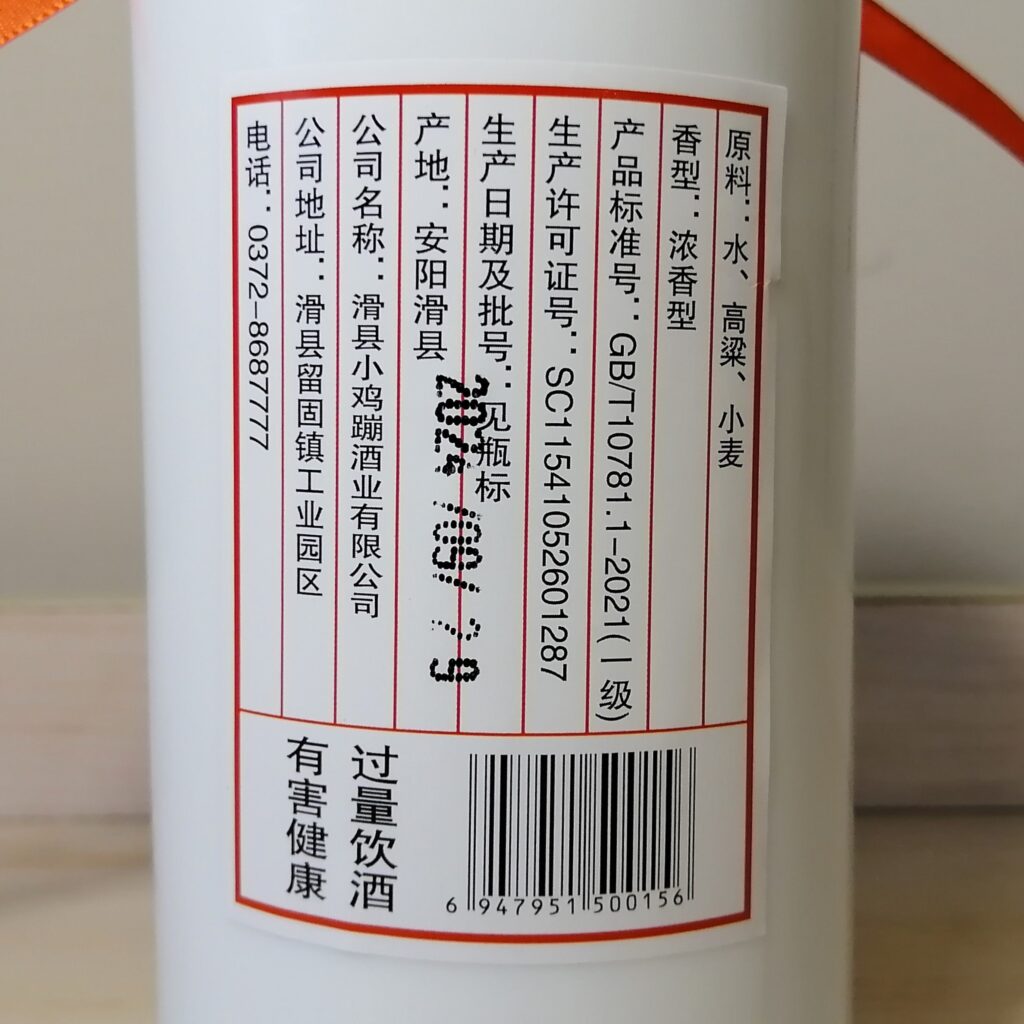 原料：水、高粱、小麦
香型：浓香型
产品标准号：GB/T10781.1-2021(一级)
生产许可证号：SC11541052601287
生产日期及批号：见瓶标
产地：安阳滑县
公司名称：滑县小鸡蹦酒业有限公司
公司地址：滑县留固镇工业园区
电话：0372-8687777
过量饮酒
有害健康
6 947951 500156